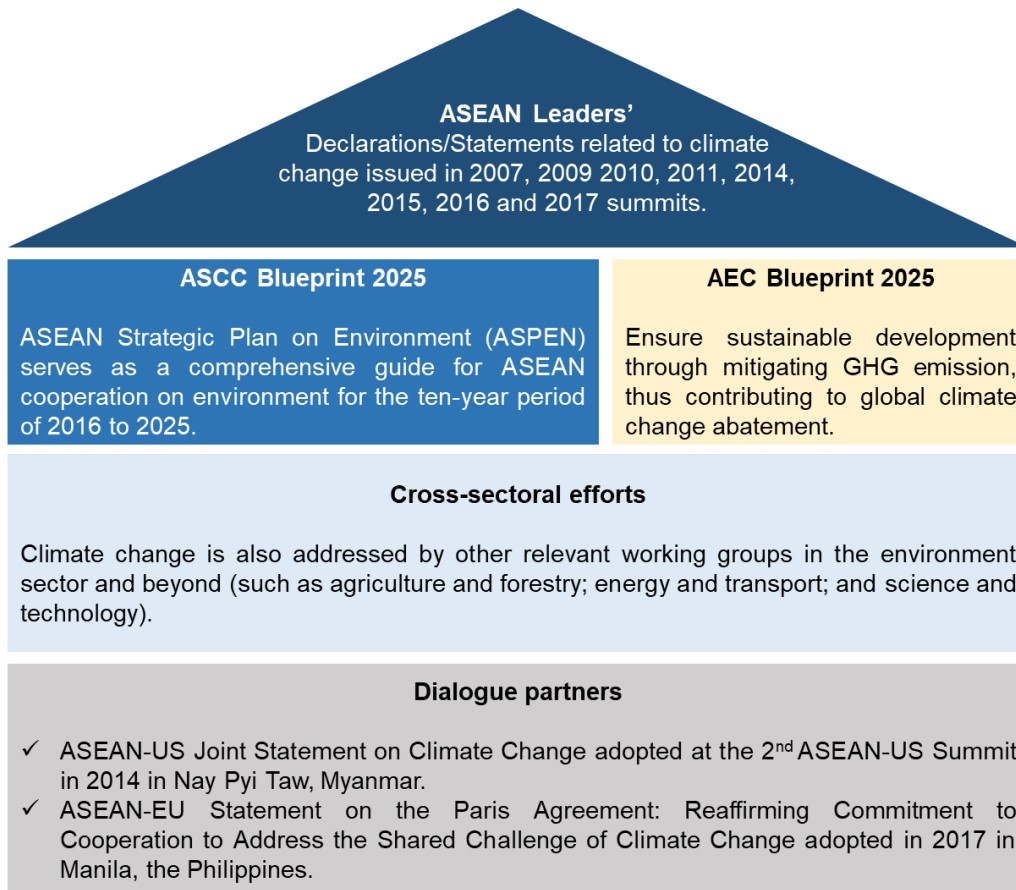 ASEAN Leaders’
Declarations/Statements related to climate
change issued in 2007, 2009 2010, 2011, 2014,
2015, 2016 and 2017 summits.
ASCC Blueprint 2025
ASEAN Strategic Plan on Environment (ASPEN)
serves as a comprehensive guide for ASEAN
cooperation on environment for the ten-year period
of 2016 to 2025.
AEC Blueprint 2025
Ensure sustainable development
through mitigating GHG emission,
thus contributing to global climate
change abatement.
Cross-sectoral efforts
Climate change is also addressed by other relevant working groups in the environment
sector and beyond (such as agriculture and forestry; energy and transport; and science and
technology).
Dialogue partners
✓ ASEAN-US Joint Statement on Climate Change adopted at the 2nd ASEAN-US Summit
in 2014 in Nay Pyi Taw, Myanmar.
✓ ASEAN-EU Statement on the Paris Agreement: Reaffirming Commitment to
Cooperation to Address the Shared Challenge of Climate Change adopted in 2017 in
Manila, the Philippines.